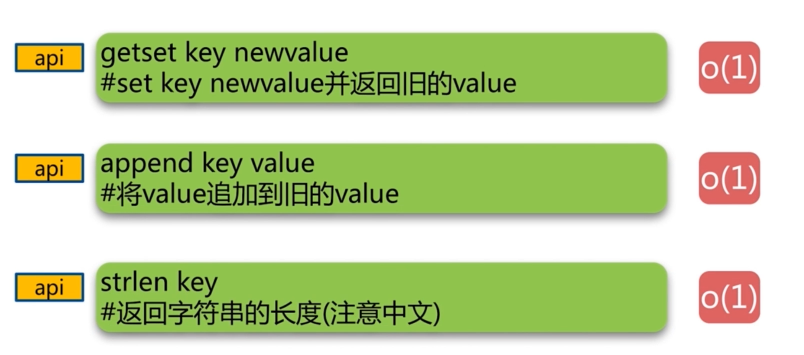 api
getset key newvalue
#set key newvalue并返回旧的value
o(1)
api
append key value
#将value追加到旧的value
o(1)
api
strlen key
#返回字符串的长度(注意中文)
o(1)